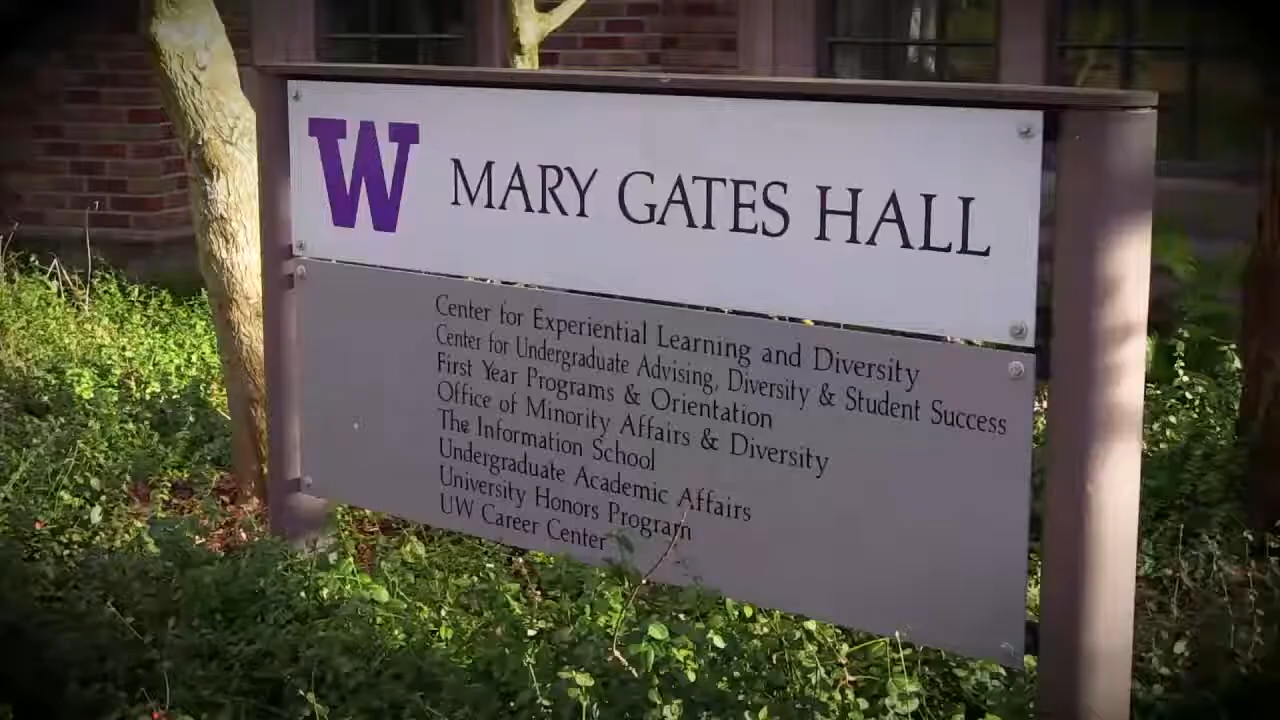 W MARY GATES HALL
Center for Experiential Learning and Diversity
Center for Undergraduate Advising, Diversity & Student Success
First Year Programs & Orientation
Office of Minority Affairs & Diversity
The Information School
Undergraduate Academic Affairs
University Honors Program
UW Career Center